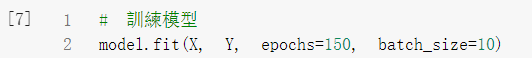 [7] 1 # 訓練模型
2 model.fit(X, Y, epochs=150, batch_size=10)